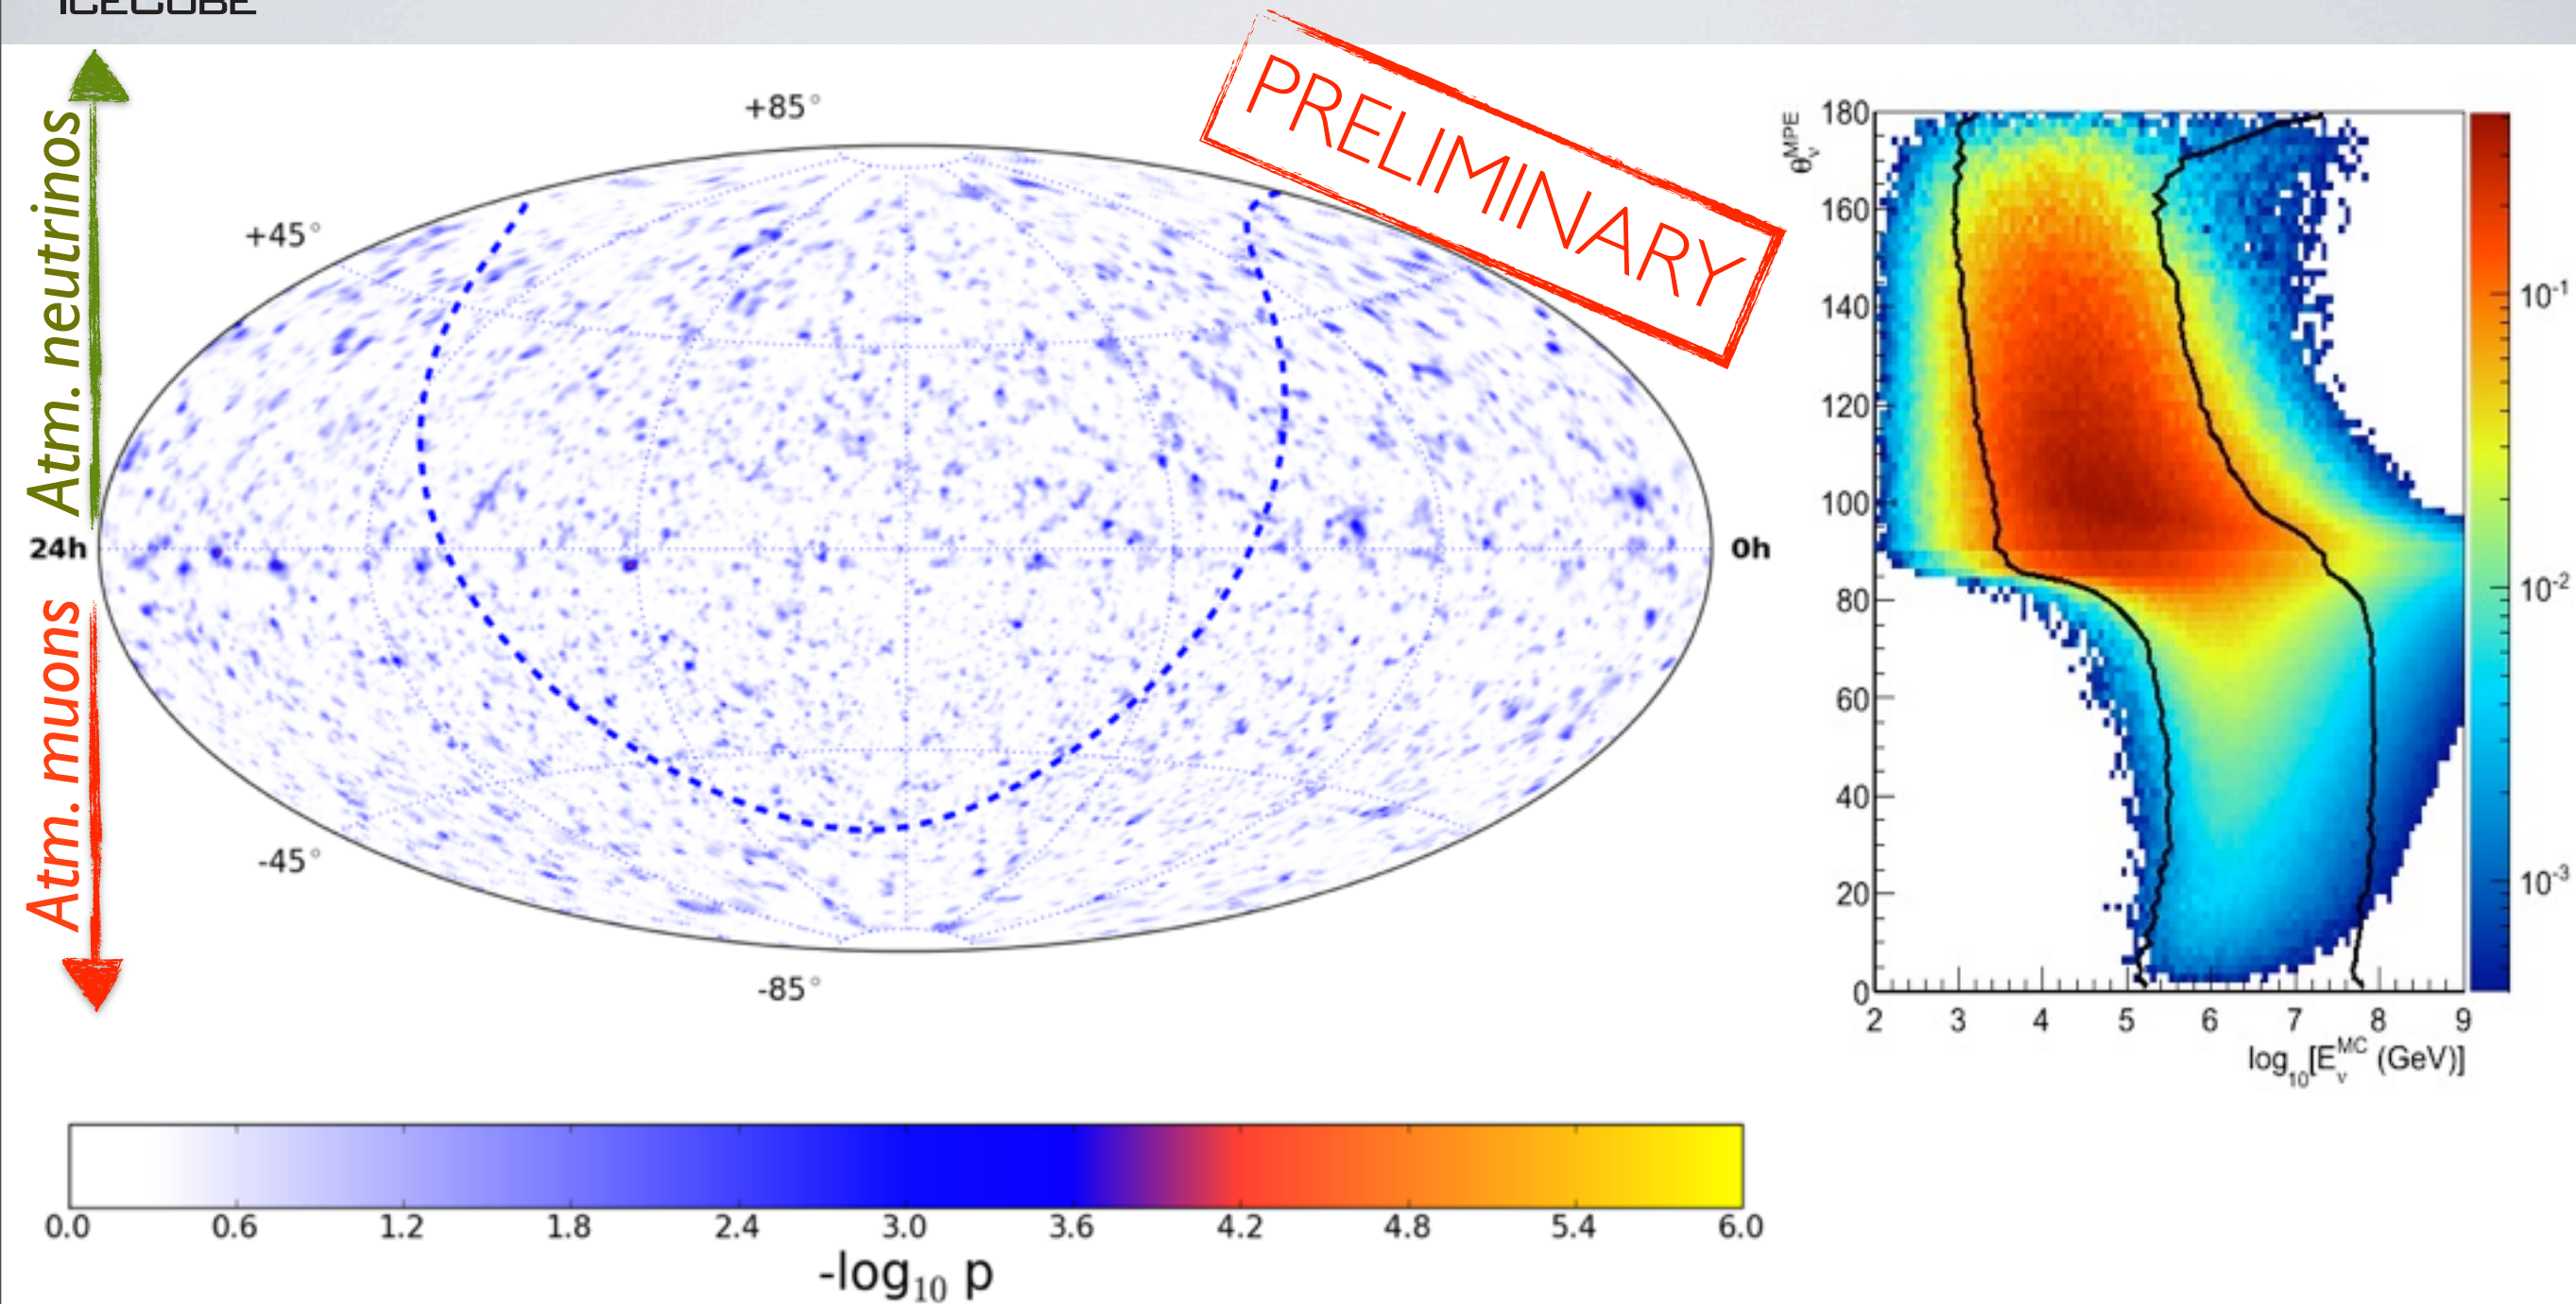 ICECUBE
PRELIMINARY
Atm. neutrinos
Atm. muons
+85°
+45°
24h
0h
-45°
-85°
0.0 0.6 1.2 1.8 2.4 3.0 3.6 4.2 4.8 5.4 6.0
-log₁₀ p
θᵥᴹᴾᴱ
180
160
140
120
100
80
60
40
20
0
2 3 4 5 6 7 8 9
log₁₀[Eᵥᴹᶜ (GeV)]
10⁻¹
10⁻²
10⁻³